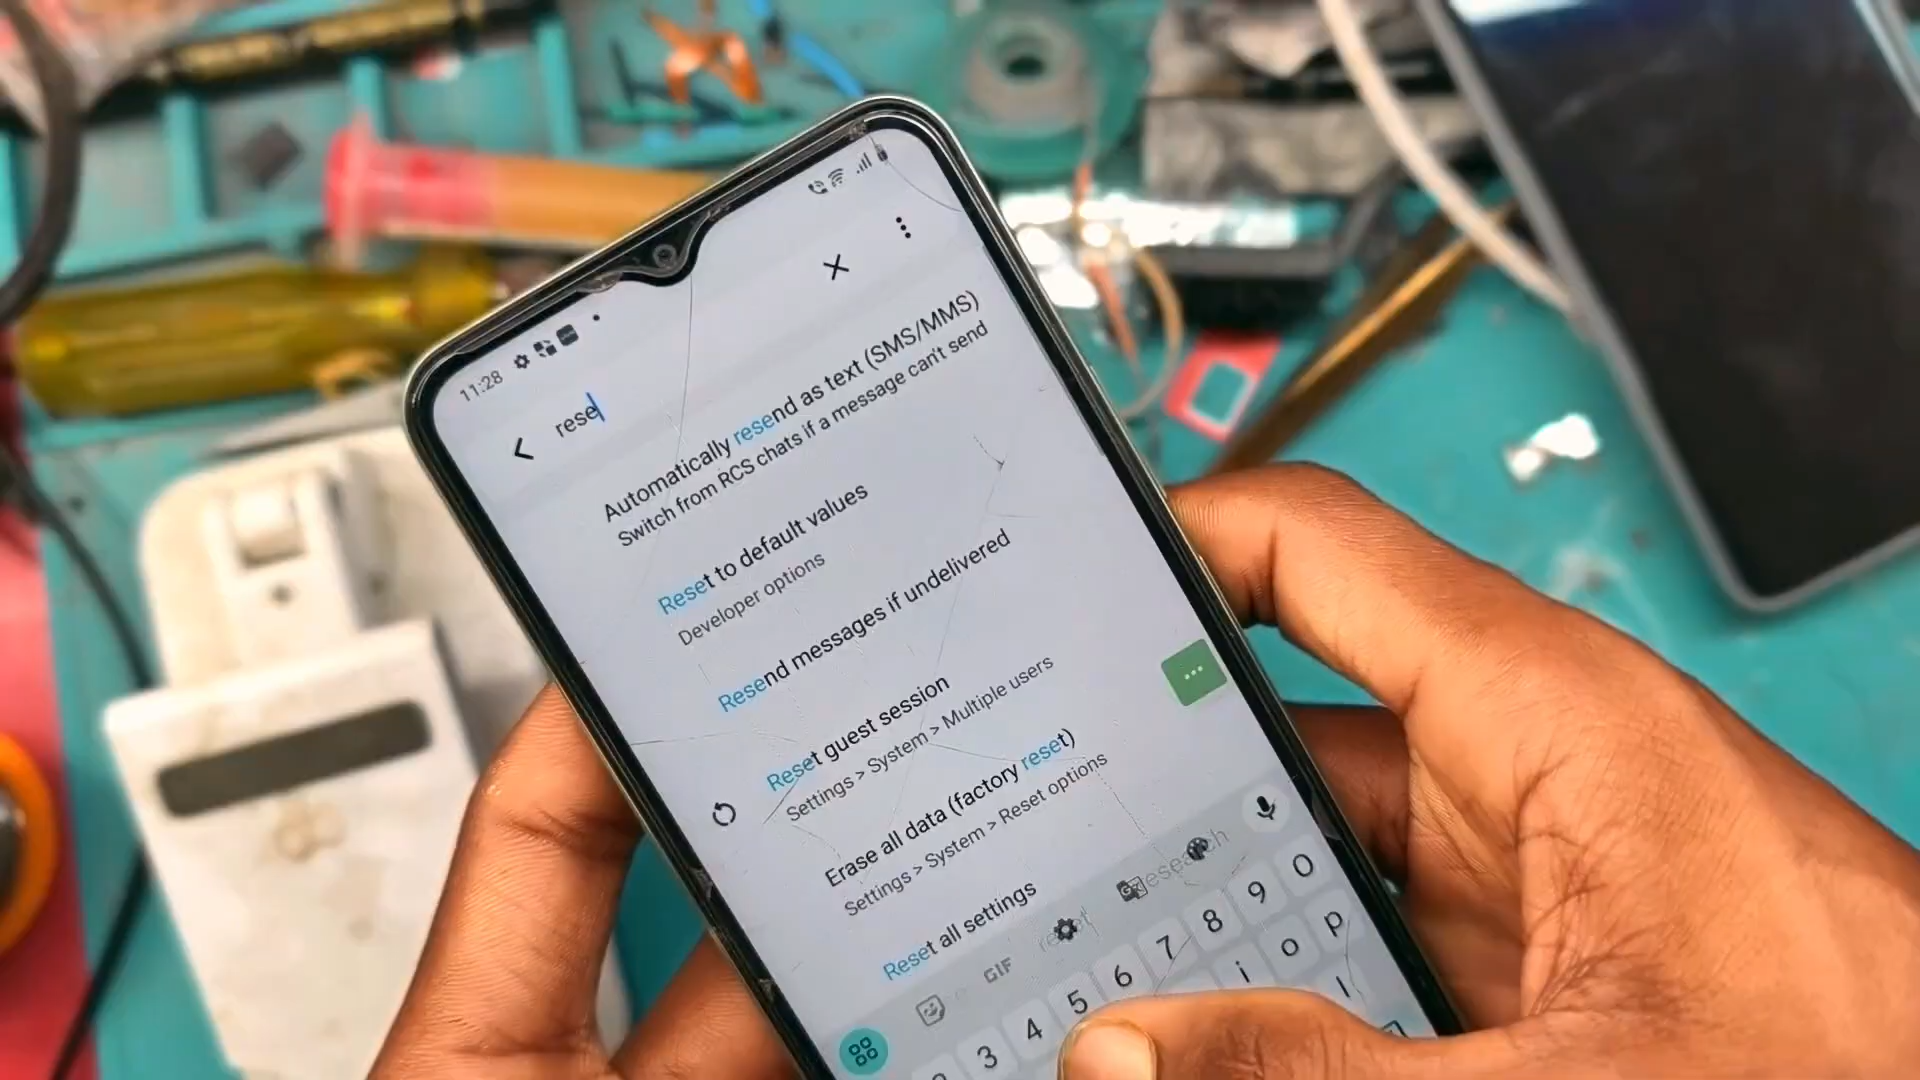 11:28
rese
Automatically resend as text (SMS/MMS)
Switch from RCS chats if a message can't send
Reset to default values
Developer options
Resend messages if undelivered
Reset guest session
Settings > System > Multiple users
Erase all data (factory reset)
Settings > System > Reset options
Reset all settings
GIF
3 4 5 6 7 8 9 0
i o p
l